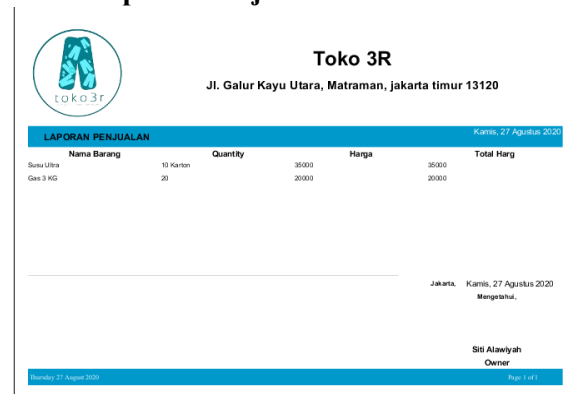 toko3r
Toko 3R
Jl. Galur Kayu Utara, Matraman, jakarta timur 13120
LAPORAN PENJUALAN Kamis, 27 Agustus 2020
Nama Barang Quantity Harga Total Harg
Susu Ultra 10 Karton 35000 35000
Gas 3 KG 20 20000 20000
Jakarta, Kamis, 27 Agustus 2020
Mengetahui,
Siti Alawiyah
Owner
Thursday 27 August 2020 Page 1 of 1